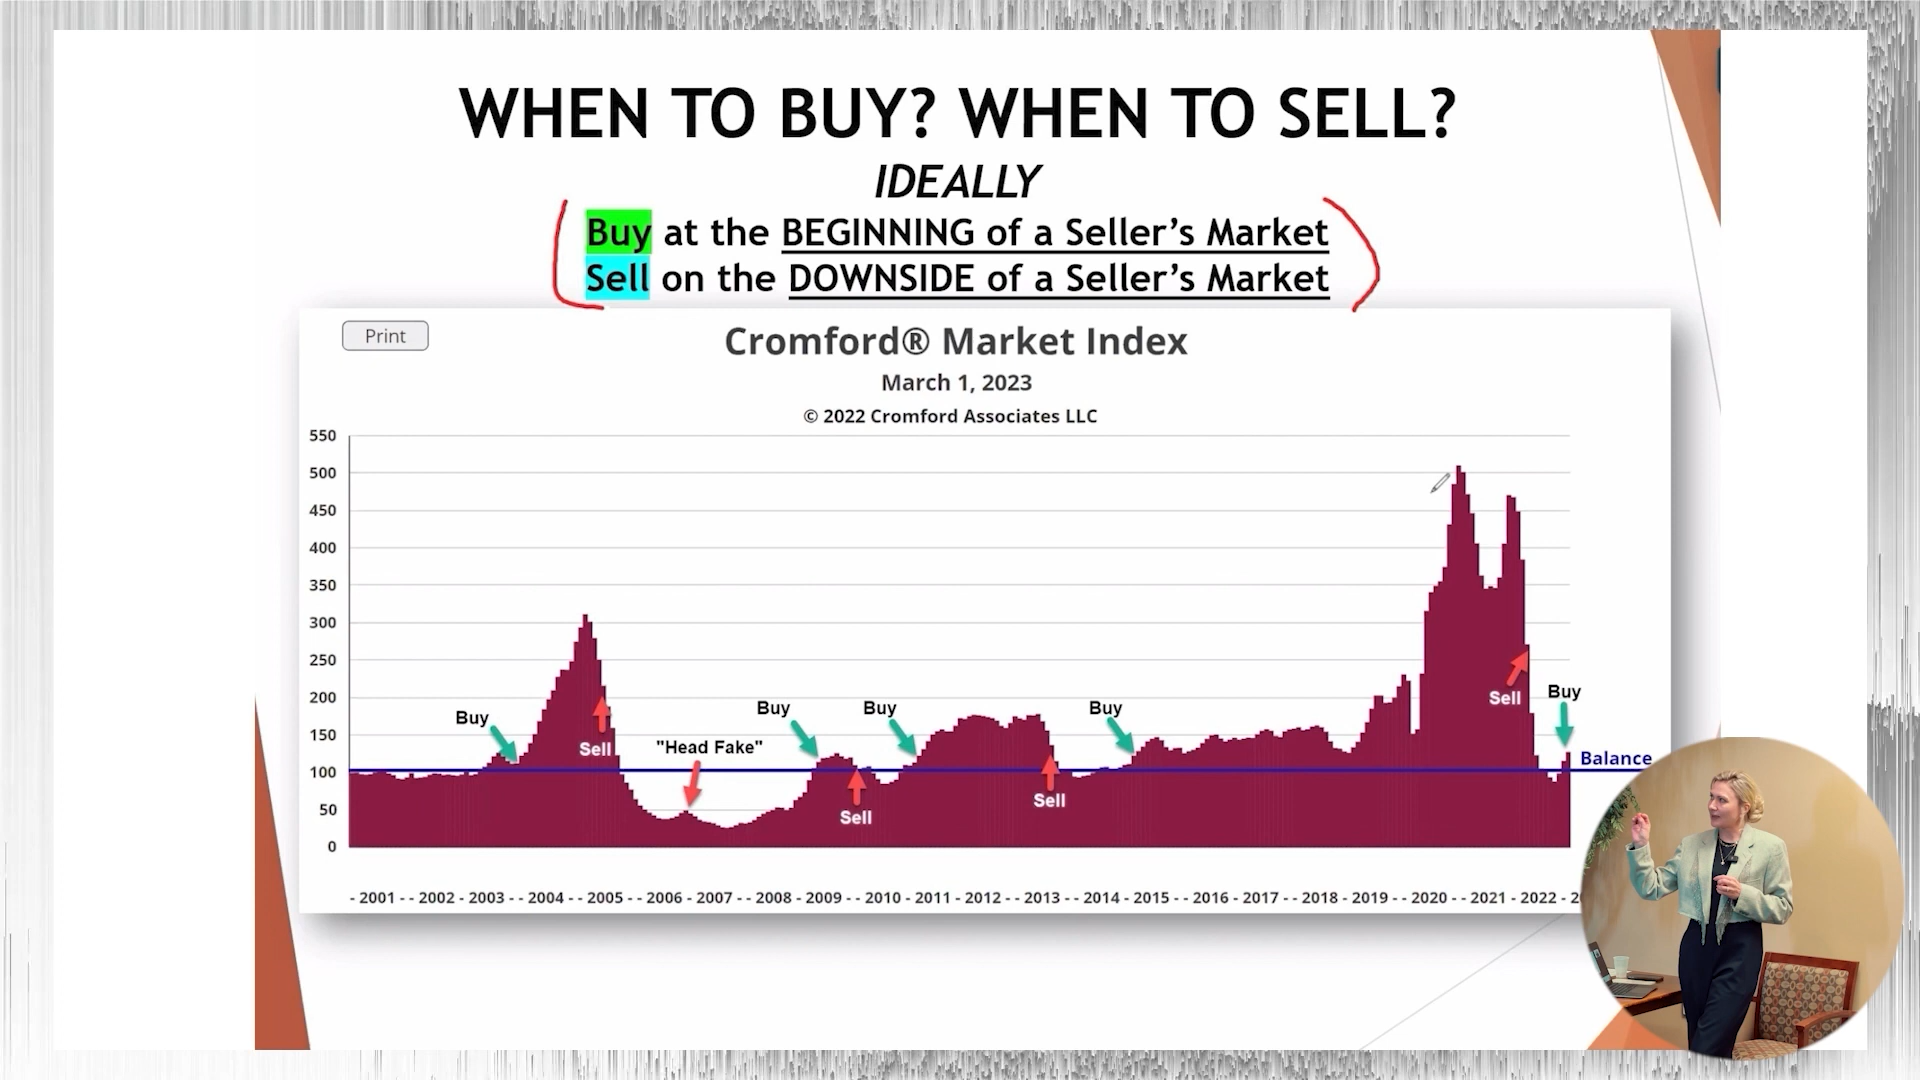 WHEN TO BUY? WHEN TO SELL?
IDEALLY
Buy at the BEGINNING of a Seller’s Market
Sell on the DOWNSIDE of a Seller’s Market
Print
Cromford® Market Index
March 1, 2023
© 2022 Cromford Associates LLC
550
500
450
400
350
300
250
200
150
100
50
0
Buy
Sell
"Head Fake"
Buy
Sell
Buy
Sell
Buy
Sell
Buy
Balance
- 2001 - - 2002 - 2003 - - 2004 - - 2005 - - 2006 - 2007 - - 2008 - 2009 - - 2010 - 2011 - 2012 - - 2013 - - 2014 - 2015 - - 2016 - 2017 - - 2018 - 2019 - - 2020 - - 2021 - 2022 -